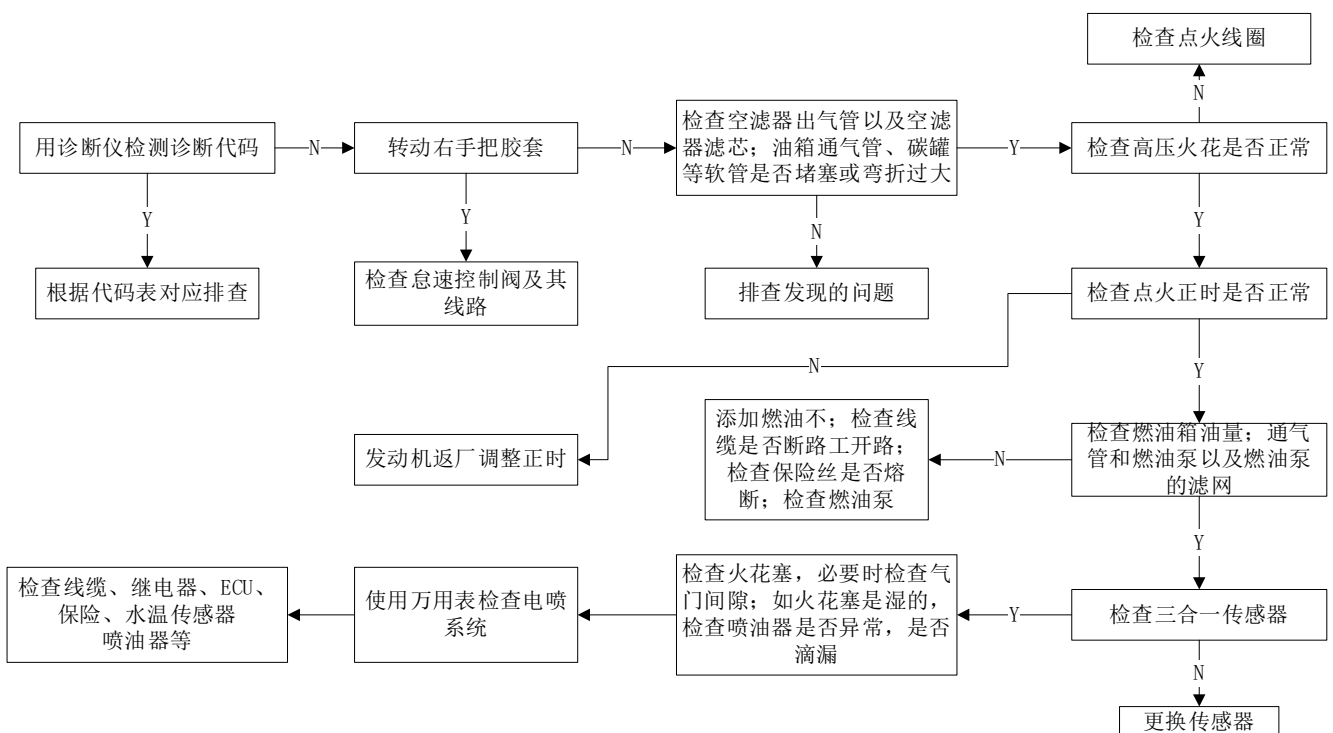 检查点火线圈
N
用诊断仪检测诊断代码
N
转动右手把胶套
N
检查空滤器出气管以及空滤
器滤芯；油箱通气管、碳罐
等软管是否堵塞或弯折过大
Y
检查高压火花是否正常
Y
Y
N
Y
根据代码表对应排查
检查怠速控制阀及其
线路
排查发现的问题
检查点火正时是否正常
N
Y
发动机返厂调整正时
添加燃油不；检查线
缆是否断路工开路；
检查保险丝是否熔
断；检查燃油泵
N
检查燃油箱油量；通气
管和燃油泵以及燃油泵
的滤网
Y
检查线缆、继电器、ECU、
保险、水温传感器
喷油器等
使用万用表检查电喷
系统
检查火花塞，必要时检查气
门间隙；如火花塞是湿的，
检查喷油器是否异常，是否
滴漏
Y
检查三合一传感器
N
更换传感器